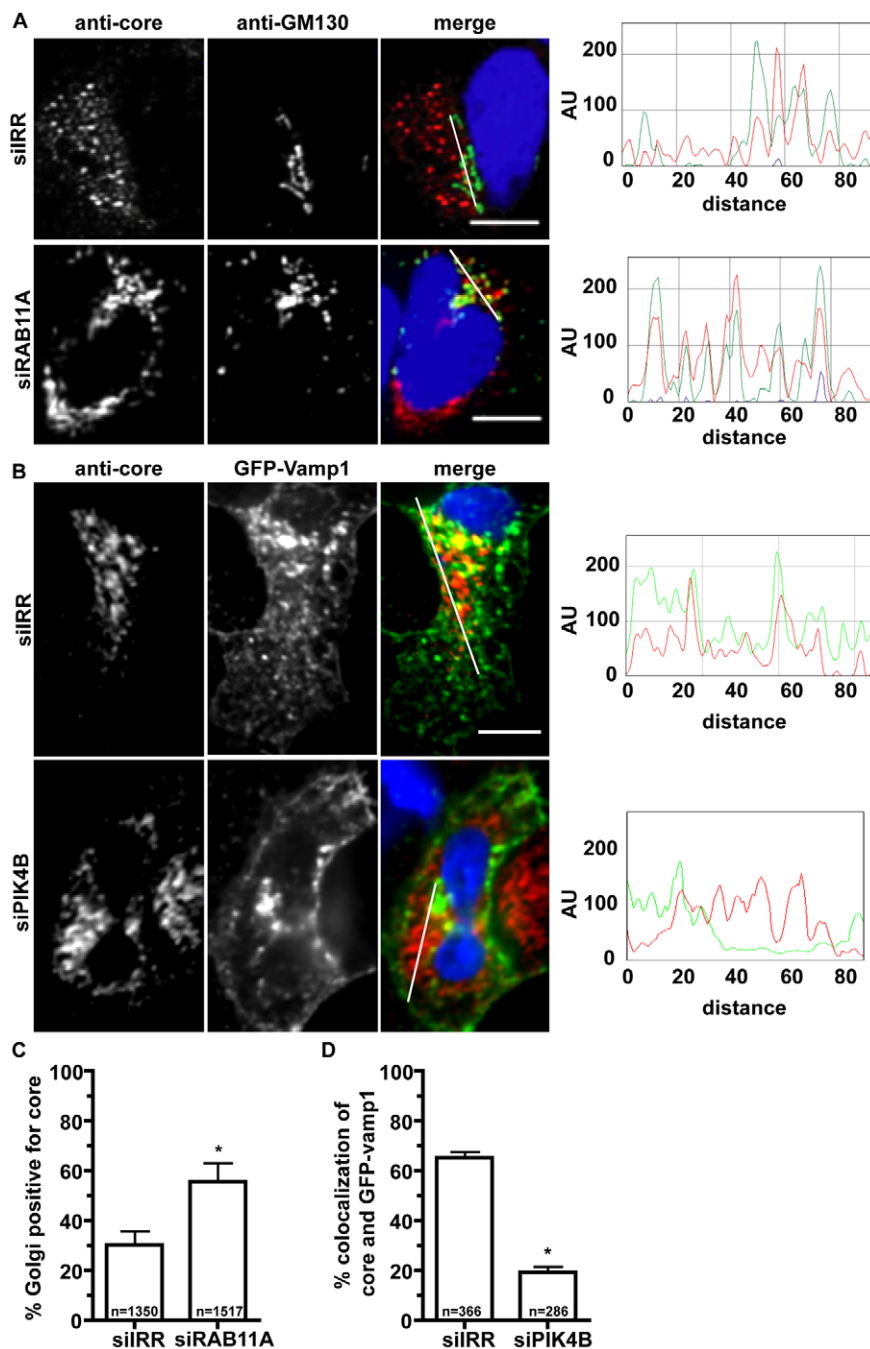 A
anti-core anti-GM130 merge
siIRR
200
100
0
AU
0 20 40 60 80
distance
siRAB11A
200
100
0
AU
0 20 40 60 80
distance
B
anti-core GFP-Vamp1 merge
siIRR
200
100
0
AU
0 20 40 60 80
distance
siPIK4B
200
100
0
AU
0 20 40 60 80
distance
C
% Golgi positive for core
100
80
60
40
20
0
*
n=1350 n=1517
siIRR siRAB11A
D
% colocalization of
core and GFP-vamp1
100
80
60
40
20
0
*
n=366 n=286
siIRR siPIK4B